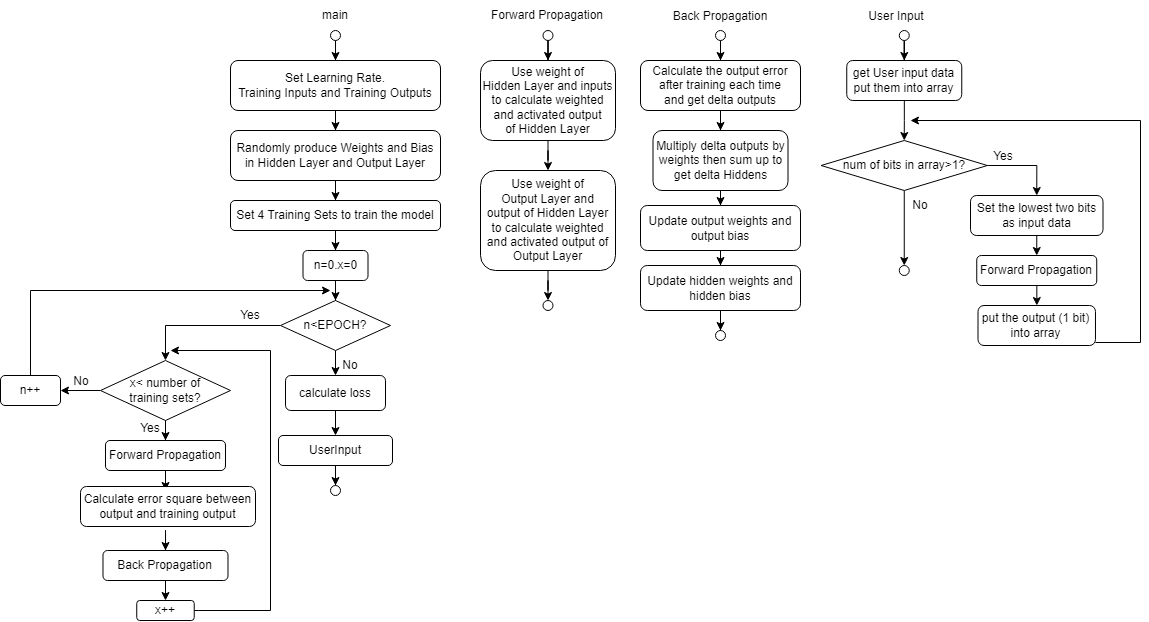 main
Set Learning Rate.
Training Inputs and Training Outputs
Randomly produce Weights and Bias
in Hidden Layer and Output Layer
Set 4 Training Sets to train the model
n=0.x=0
n<EPOCH?
Yes
No
x< number of
training sets?
No
n++
Yes
Forward Propagation
Calculate error square between
output and training output
Back Propagation
x++
calculate loss
UserInput
Forward Propagation
Use weight of
Hidden Layer and inputs
to calculate weighted
and activated output
of Hidden Layer
Use weight of
Output Layer and
output of Hidden Layer
to calculate weighted
and activated output of
Output Layer
Back Propagation
Calculate the output error
after training each time
and get delta outputs
Multiply delta outputs by
weights then sum up to
get delta Hiddens
Update output weights and
output bias
Update hidden weights and
hidden bias
User Input
get User input data
put them into array
num of bits in array>1?
Yes
No
Set the lowest two bits
as input data
Forward Propagation
put the output (1 bit)
into array